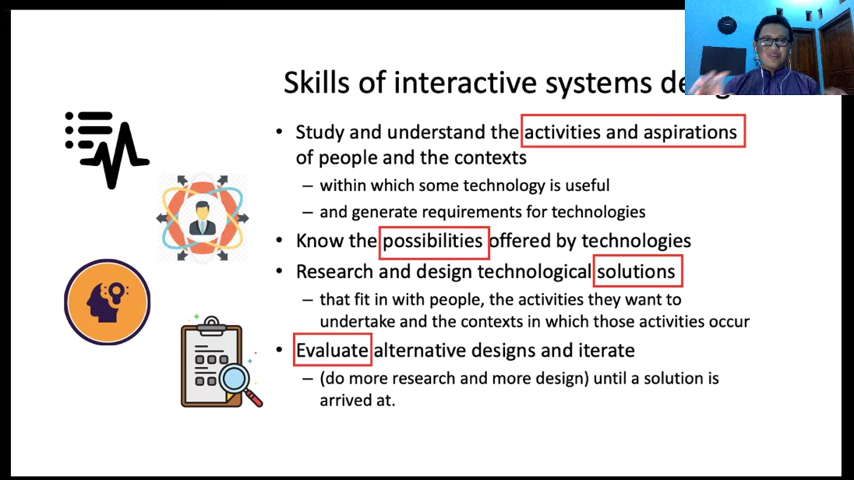 Skills of interactive systems de
• Study and understand the activities and aspirations
of people and the contexts
– within which some technology is useful
– and generate requirements for technologies
• Know the possibilities offered by technologies
• Research and design technological solutions
– that fit in with people, the activities they want to
undertake and the contexts in which those activities occur
• Evaluate alternative designs and iterate
– (do more research and more design) until a solution is
arrived at.